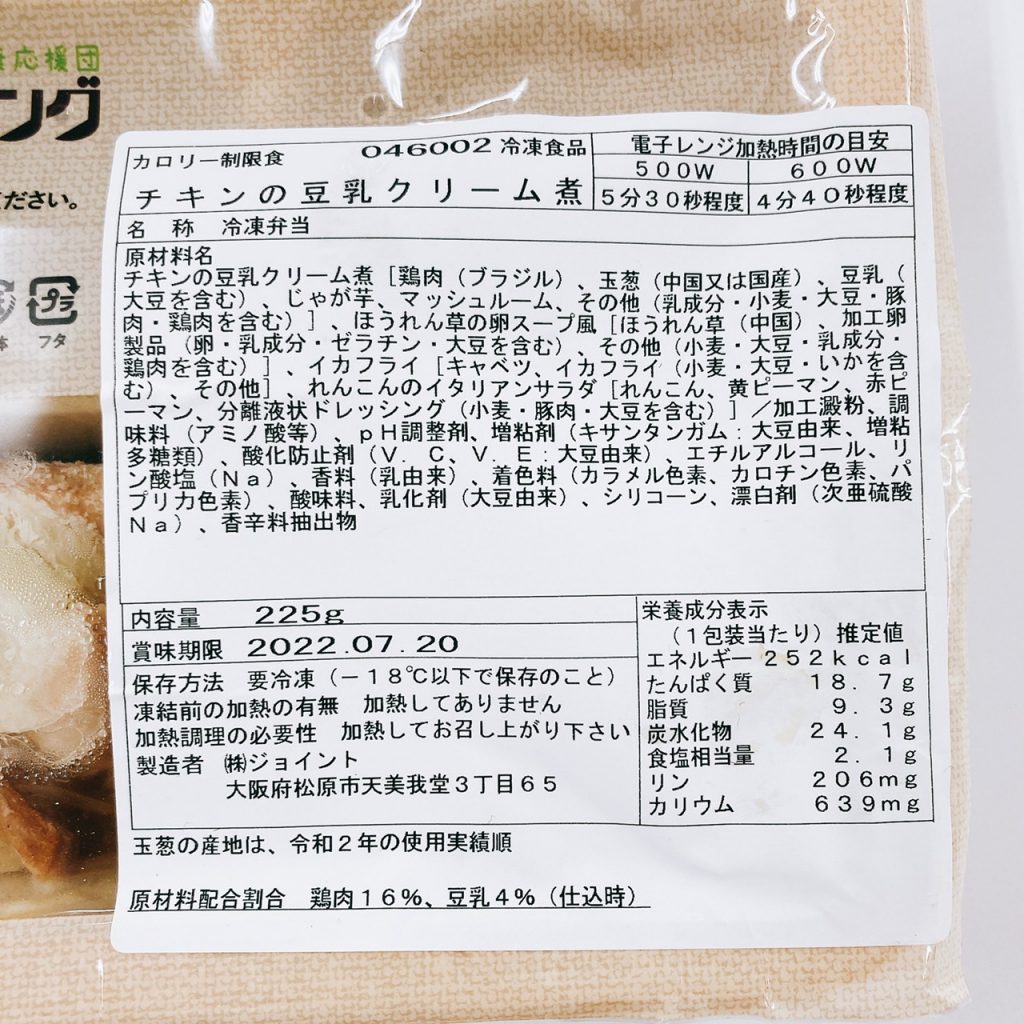 応援団
ング
ください。
プラ
フタ
カロリー制限食 046002 冷凍食品
チキンの豆乳クリーム煮
電子レンジ加熱時間の目安
500W 600W
5分30秒程度 4分40秒程度
名 称 冷凍弁当
原材料名
チキンの豆乳クリーム煮[鶏肉(ブラジル)、玉葱(中国又は国産)、豆乳(
大豆を含む)、じゃが芋、マッシュルーム、その他(乳成分・小麦・大豆・豚
肉・鶏肉を含む)]、ほうれん草の卵スープ風[ほうれん草(中国)、加工卵
製品(卵・乳成分・ゼラチン・大豆を含む)、その他(小麦・大豆・乳成分・
鶏肉を含む)]、イカフライ[キャベツ、イカフライ(小麦・大豆・いかを含
む)、その他]、れんこんのイタリアンサラダ[れんこん、黄ピーマン、赤ピ
ーマン、分離液状ドレッシング(小麦・豚肉・大豆を含む)]/加工澱粉、調
味料(アミノ酸等)、pH調整剤、増粘剤(キサンタンガム:大豆由来、増粘
多糖類)、酸化防止剤(V.C、V.E:大豆由来)、エチルアルコール、リ
ン酸塩(Na)、香料(乳由来)、着色料(カラメル色素、カロチン色素、パ
プリカ色素)、酸味料、乳化剤(大豆由来)、シリコーン、漂白剤(次亜硫酸
Na)、香辛料抽出物
内容量 225g
賞味期限 2022.07.20
保存方法 要冷凍(-18℃以下で保存のこと)
凍結前の加熱の有無 加熱してありません
加熱調理の必要性 加熱してお召し上がり下さい
製造者 ㈱ジョイント
大阪府松原市天美我堂3丁目65
栄養成分表示
(1包装当たり)推定値
エネルギー 252kcal
たんぱく質 18.7g
脂質 9.3g
炭水化物 24.1g
食塩相当量 2.1g
リン 206mg
カリウム 639mg
玉葱の産地は、令和2年の使用実績順
原材料配合割合 鶏肉16%、豆乳4%(仕込時)